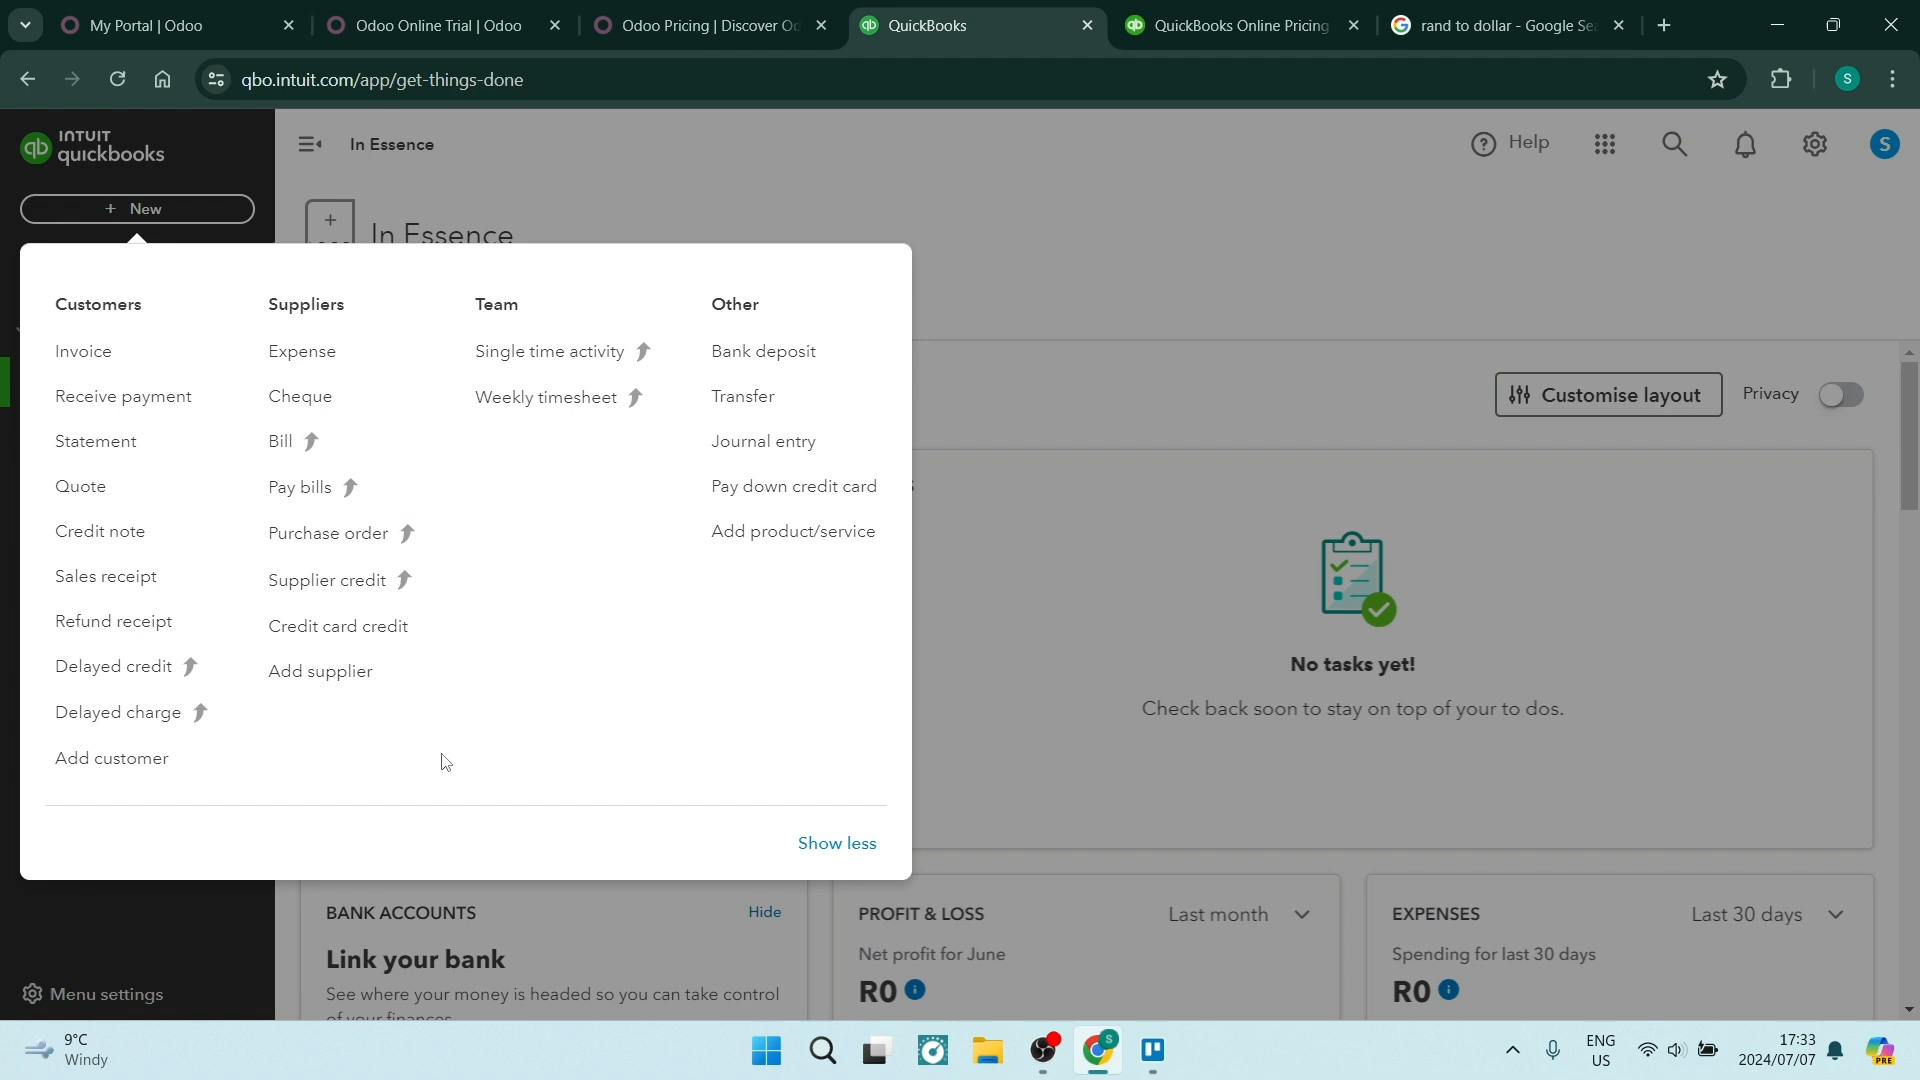 My Portal | Odoo
Odoo Online Trial | Odoo
Odoo Pricing | Discover Od
QuickBooks
QuickBooks Online Pricing
rand to dollar - Google Sea
qbo.intuit.com/app/get-things-done
S
INTUIT
quickbooks
In Essence
Help
S
+ New
In Essence
Customers
Suppliers
Team
Other
Invoice
Expense
Single time activity
Bank deposit
Receive payment
Cheque
Weekly timesheet
Transfer
Customise layout
Privacy
Statement
Bill
Journal entry
Quote
Pay bills
Pay down credit card
Credit note
Purchase order
Add product/service
Sales receipt
Supplier credit
Refund receipt
Credit card credit
Delayed credit
Add supplier
No tasks yet!
Delayed charge
Check back soon to stay on top of your to dos.
Add customer
Show less
BANK ACCOUNTS
Hide
PROFIT & LOSS
Last month
EXPENSES
Last 30 days
Link your bank
Net profit for June
Spending for last 30 days
See where your money is headed so you can take control
of your finances
R0
R0
Menu settings
9°C
Windy
ENG
US
17:33
2024/07/07
PRE